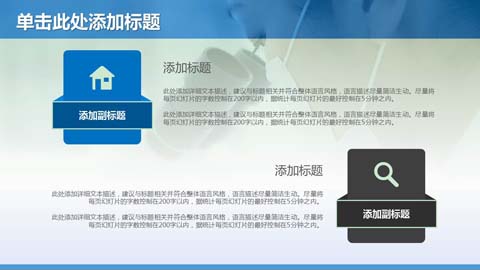 单击此处添加标题
添加标题
此处添加详细文本描述，建议与标题相关并符合整体语言风格，语言描述尽量简洁生动。尽量将
每页幻灯片的字数控制在200字以内，据统计每页幻灯片的最好控制在5分钟之内。
此处添加详细文本描述，建议与标题相关并符合整体语言风格，语言描述尽量简洁生动。尽量将
每页幻灯片的字数控制在200字以内，据统计每页幻灯片的最好控制在5分钟之内。
添加副标题
添加标题
此处添加详细文本描述，建议与标题相关并符合整体语言风格，语言描述尽量简洁生动。尽量将
每页幻灯片的字数控制在200字以内，据统计每页幻灯片的最好控制在5分钟之内。
此处添加详细文本描述，建议与标题相关并符合整体语言风格，语言描述尽量简洁生动。尽量将
每页幻灯片的字数控制在200字以内，据统计每页幻灯片的最好控制在5分钟之内。
添加副标题